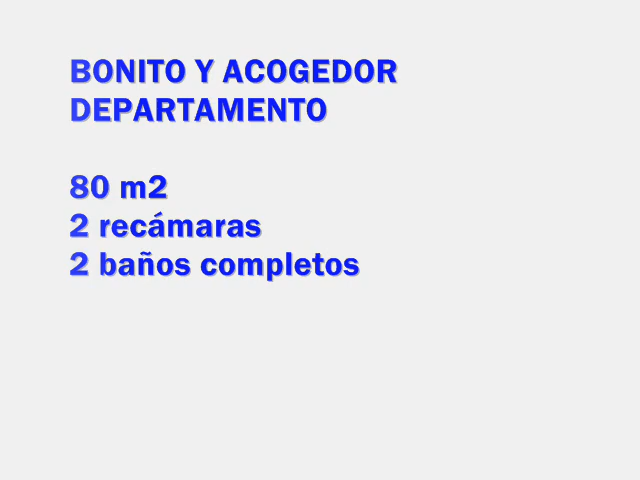 BONITO Y ACOGEDOR
DEPARTAMENTO
80 m2
2 recámaras
2 baños completos